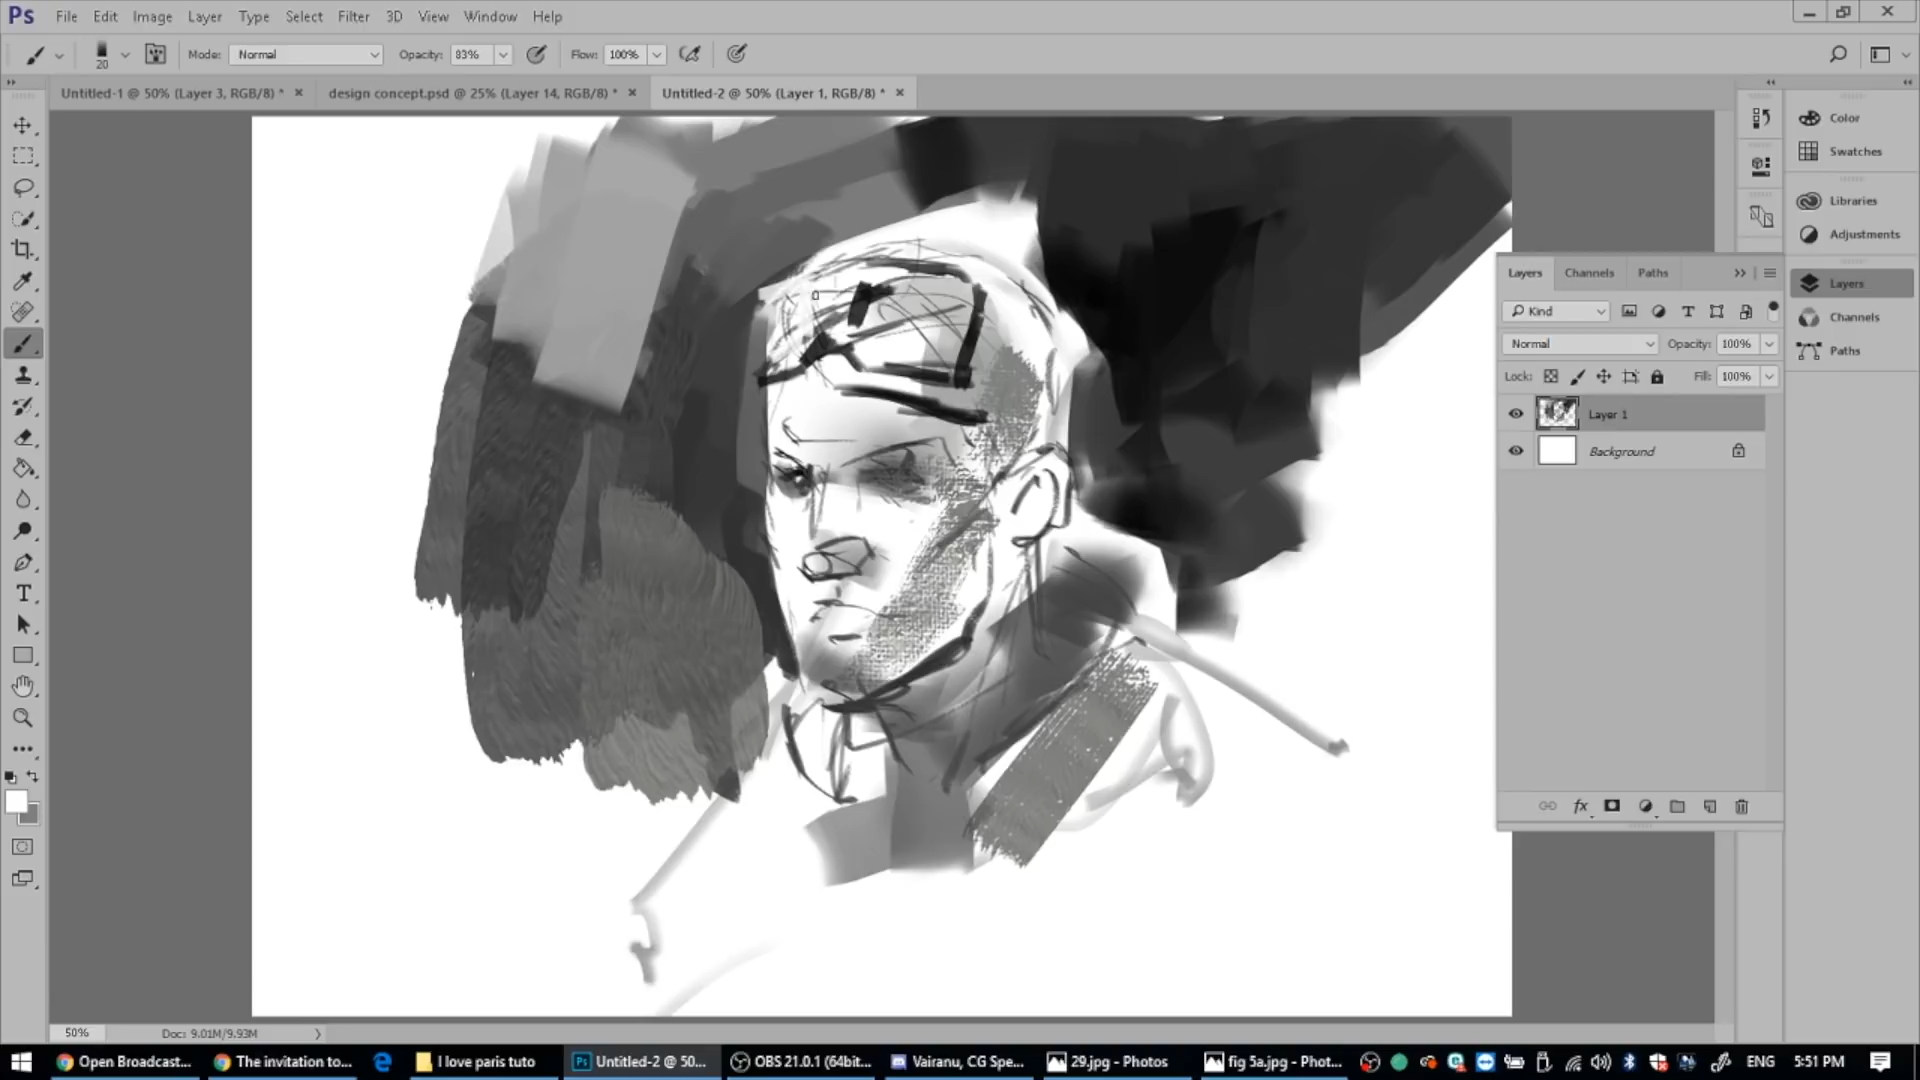 Ps File Edit Image Layer Type Select Filter 3D View Window Help
20 Mode: Normal Opacity: 83% Flow: 100%
Untitled-1 @ 50% (Layer 3, RGB/8) * design concept.psd @ 25% (Layer 14, RGB/8) * Untitled-2 @ 50% (Layer 1, RGB/8) *
Color
Swatches
Libraries
Adjustments
Layers
Channels
Paths
Layers Channels Paths
Kind
Normal Opacity: 100%
Lock: Fill: 100%
Layer 1
Background
fx
50% Doc: 9.01M/9.93M
Open Broadcast... The invitation to... I love paris tuto Untitled-2 @ 50... OBS 21.0.1 (64bit... Vairanu, CG Spe... 29.jpg - Photos fig 5a.jpg - Phot... ENG 5:51 PM